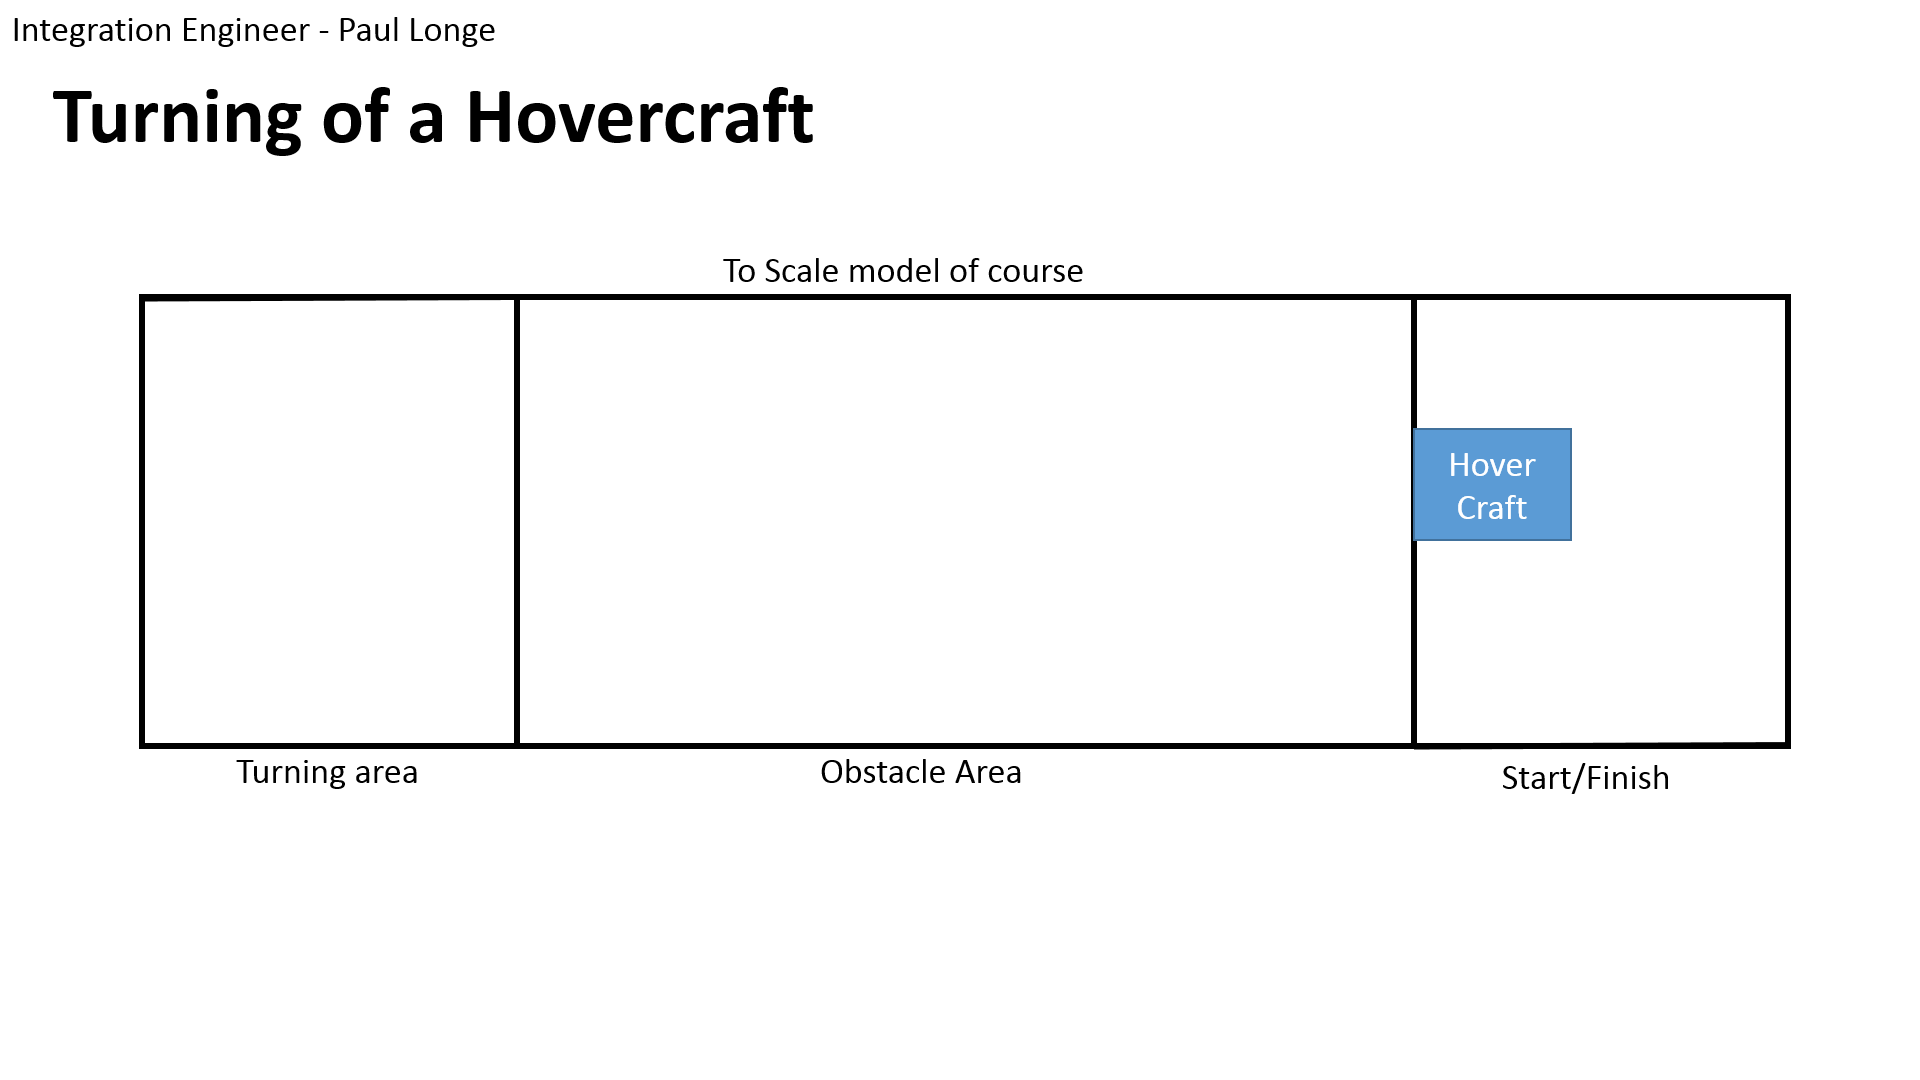 Integration Engineer - Paul Longe
Turning of a Hovercraft
To Scale model of course
Hover
Craft
Turning area
Obstacle Area
Start/Finish